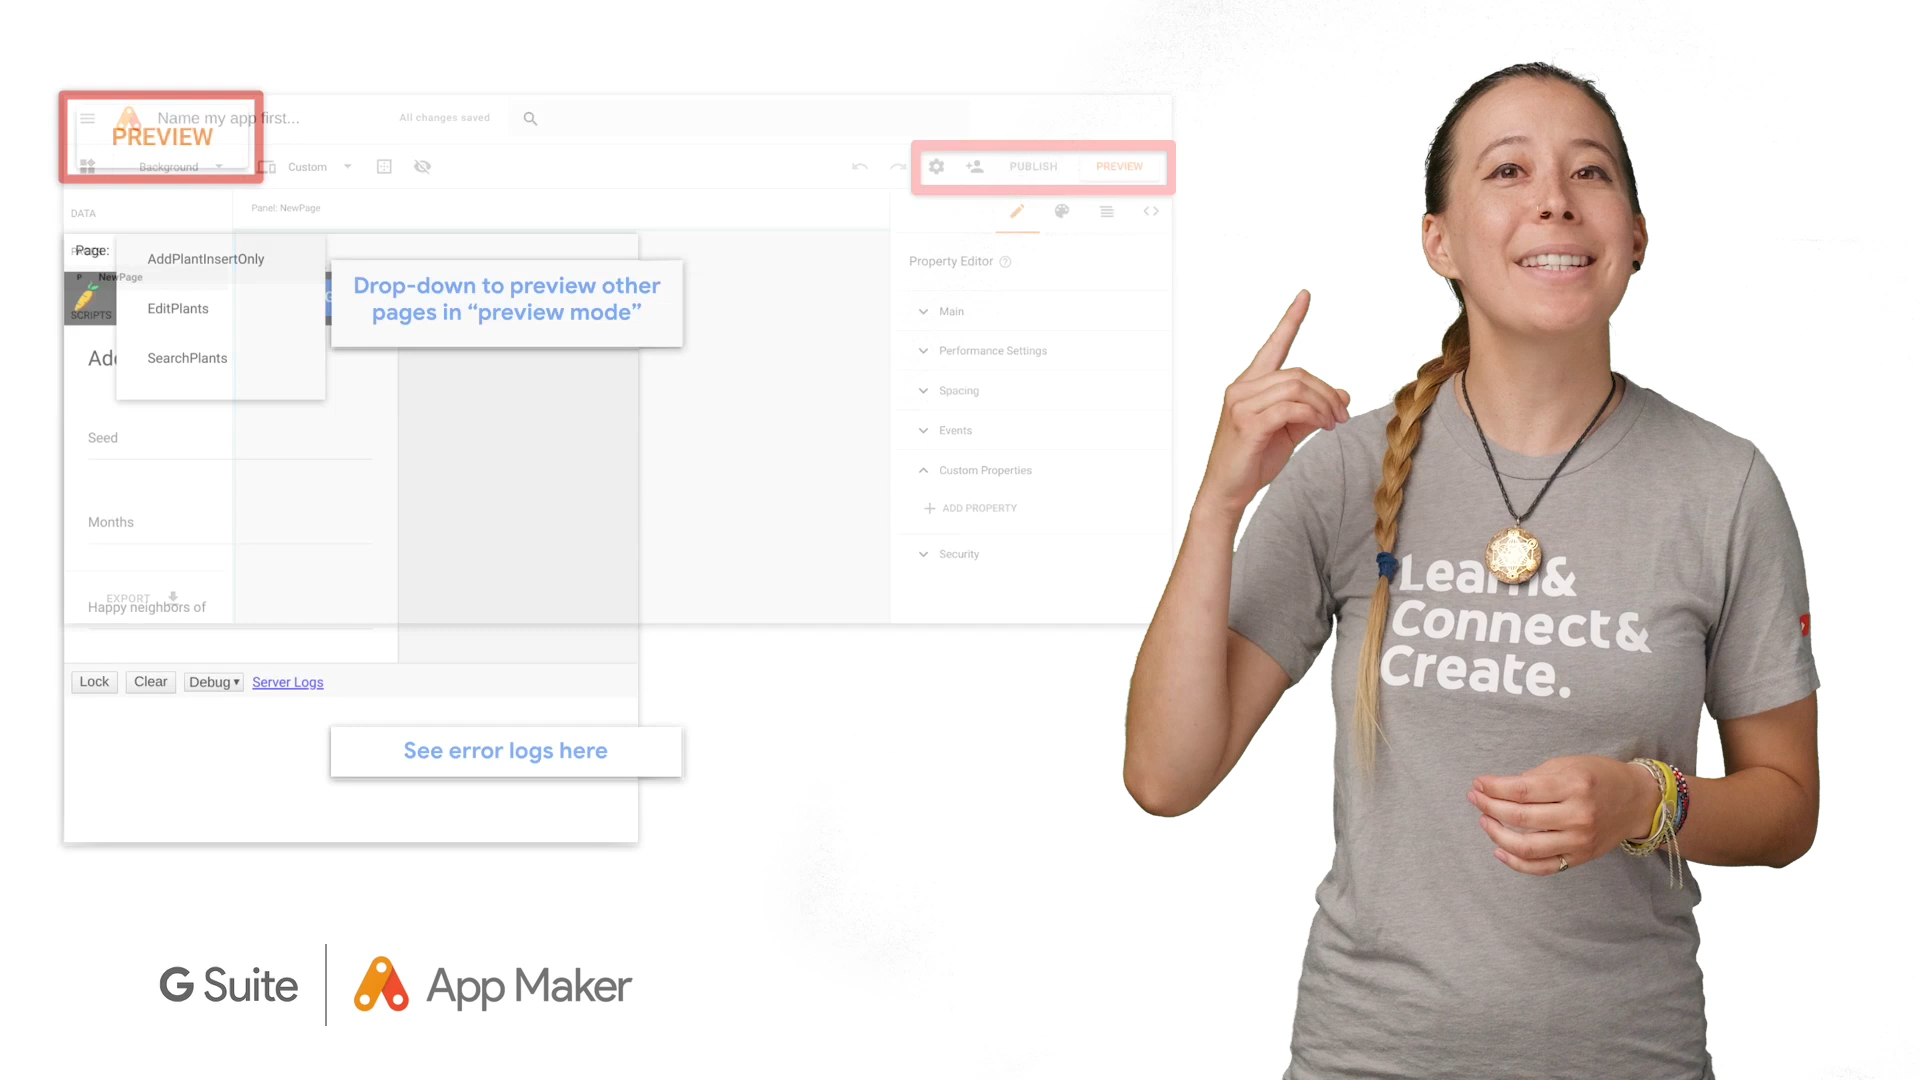 Name my app first...
All changes saved
PREVIEW
Background
Custom
PUBLISH
PREVIEW
DATA
Panel: NewPage
Page:
NewPage
P
AddPlantInsertOnly
EditPlants
SearchPlants
SCRIPTS
Drop-down to preview other
pages in “preview mode”
Property Editor
Main
Performance Settings
Spacing
Events
Custom Properties
ADD PROPERTY
Security
Seed
Months
EXPORT
Happy neighbors of
Lock
Clear
Debug
Server Logs
See error logs here
G Suite
App Maker
Learn&
Connect&
Create.